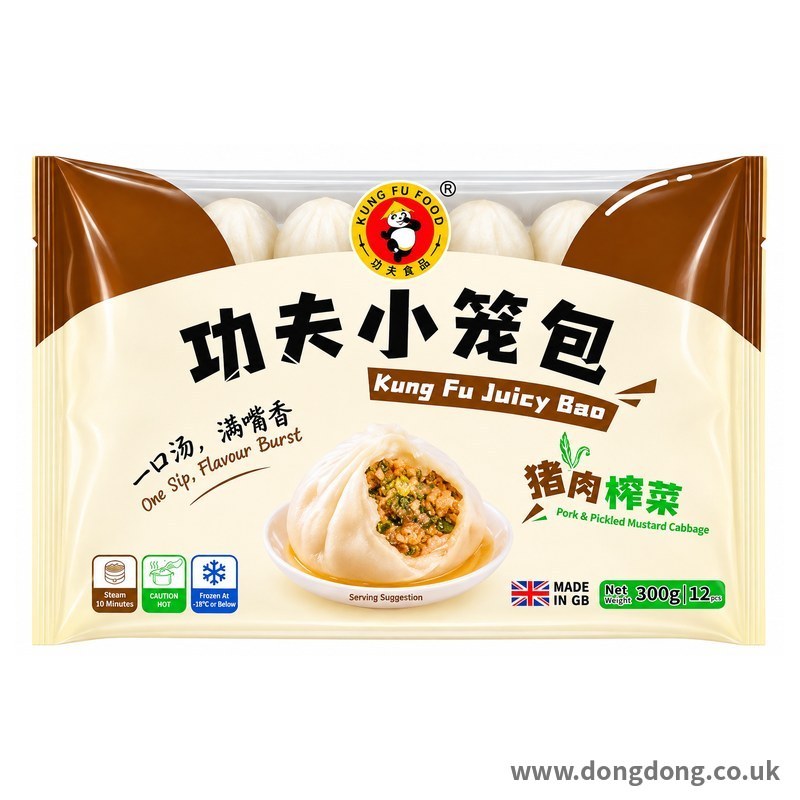 KUNG FU FOOD
功夫食品
®
功夫小笼包
Kung Fu Juicy Bao
一口汤，满嘴香
One Sip, Flavour Burst
猪肉榨菜
Pork & Pickled Mustard Cabbage
Steam
10 Minutes
CAUTION
HOT
Frozen At
-18°C or Below
Serving Suggestion
MADE
IN GB
Net
Weight
300g|12pcs
www.dongdong.co.uk